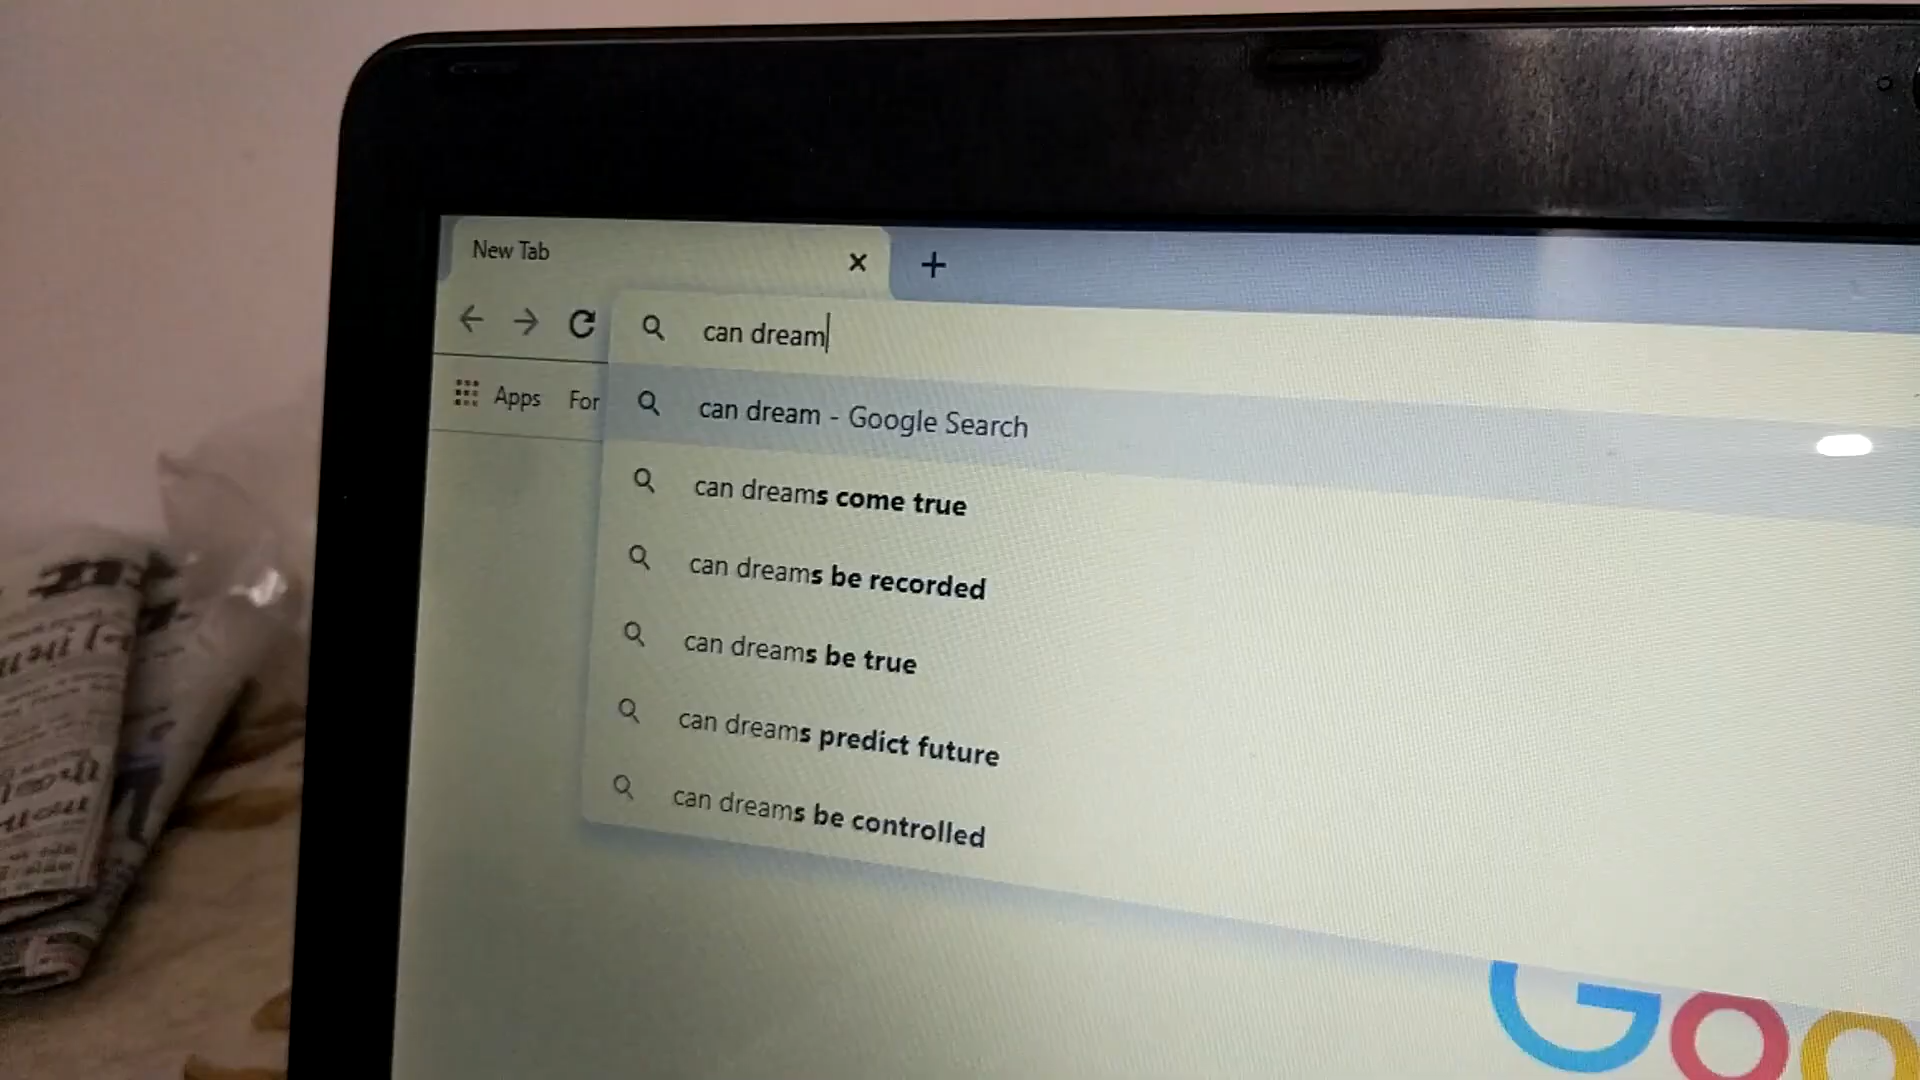 New Tab
can dream
Apps For
can dream - Google Search
can dreams come true
can dreams be recorded
can dreams be true
can dreams predict future
can dreams be controlled
Goo